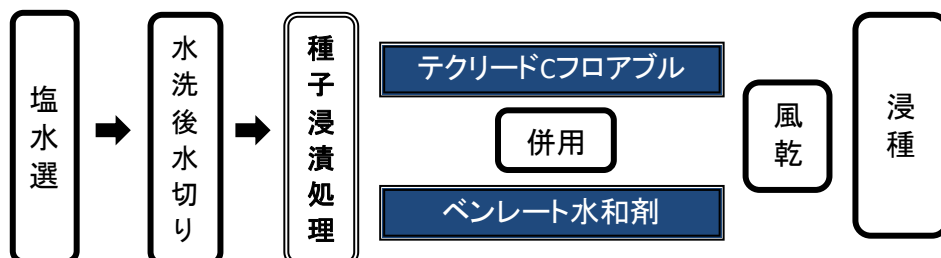 塩水選
水洗後水切り
種子浸漬処理
テクリードCフロアブル
併用
ベンレート水和剤
風乾
浸種